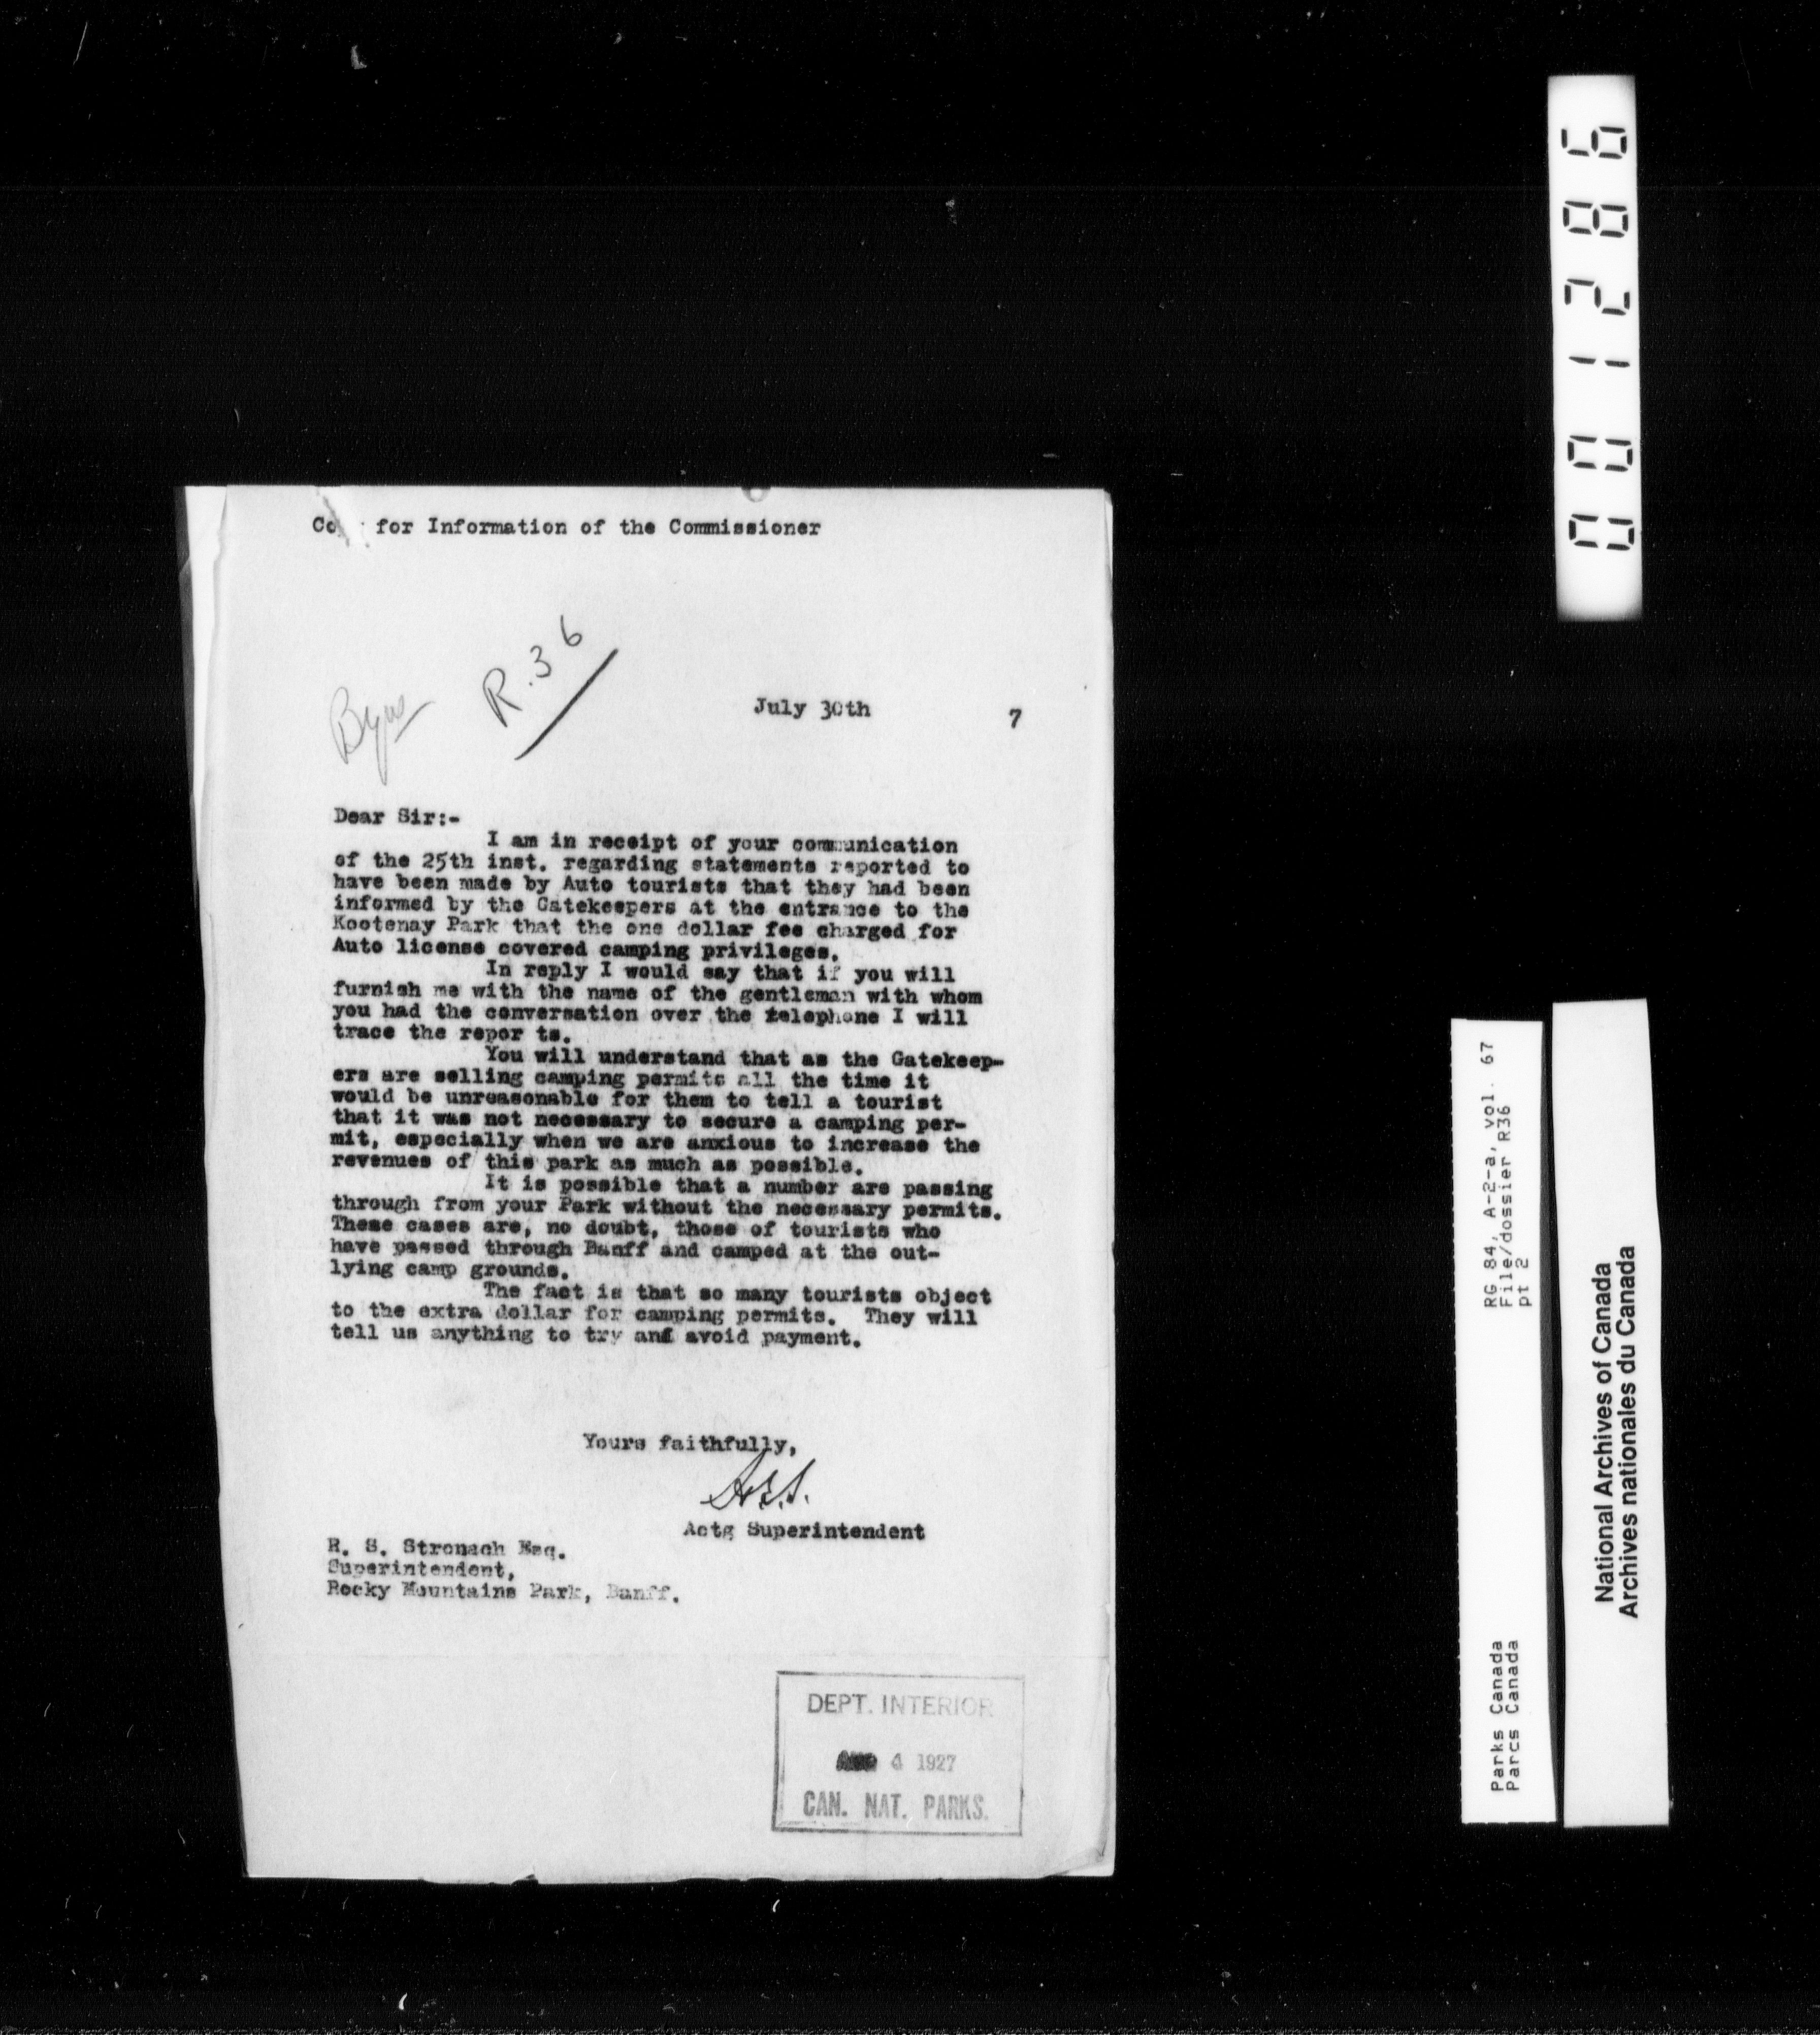 Co for Information of the Commissioner
R.36
July 30th 7
Dear Sir:-
I am in receipt of your communication
of the 25th inst. regarding statements reported to
have been made by Auto tourists that they had been
informed by the Gatekeepers at the entrance to the
Kootenay Park that the one dollar fee charged for
Auto license covered camping privileges.
In reply I would say that if you will
furnish me with the name of the gentleman with whom
you had the conversation over the telephone I will
trace the repor ts.
You will understand that as the Gatekeep-
ers are selling camping permits all the time it
would be unreasonable for them to tell a tourist
that it was not necessary to secure a camping per-
mit, especially when we are anxious to increase the
revenues of this park as much as possible.
It is possible that a number are passing
through from your Park without the necessary permits.
These cases are, no doubt, those of tourists who
have passed through Banff and camped at the out-
lying camp grounds.
The fact is that so many tourists object
to the extra dollar for camping permits. They will
tell us anything to try and avoid payment.
Yours faithfully,
Actg Superintendent
R. S. Stronach Esq.
Superintendent,
Rocky Mountains Park, Banff.
DEPT. INTERIOR
AUG 4 1927
CAN. NAT. PARKS.
001286
Parks Canada RG 84, A-2-a, vol. 67
Parcs Canada File/dossier R36
pt 2
National Archives of Canada
Archives nationales du Canada